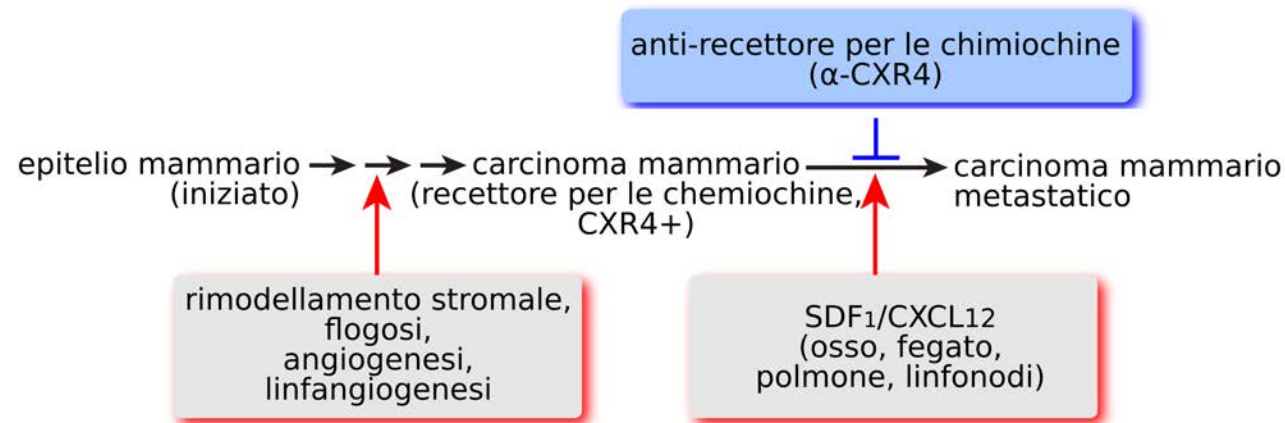 anti-recettore per le chimiochine
(α-CXR4)
epitelio mammario
(iniziato)
carcinoma mammario
(recettore per le chemiochine,
CXR4+)
carcinoma mammario
metastatico
rimodellamento stromale,
flogosi,
angiogenesi,
linfangiogenesi
SDF1/CXCL12
(osso, fegato,
polmone, linfonodi)